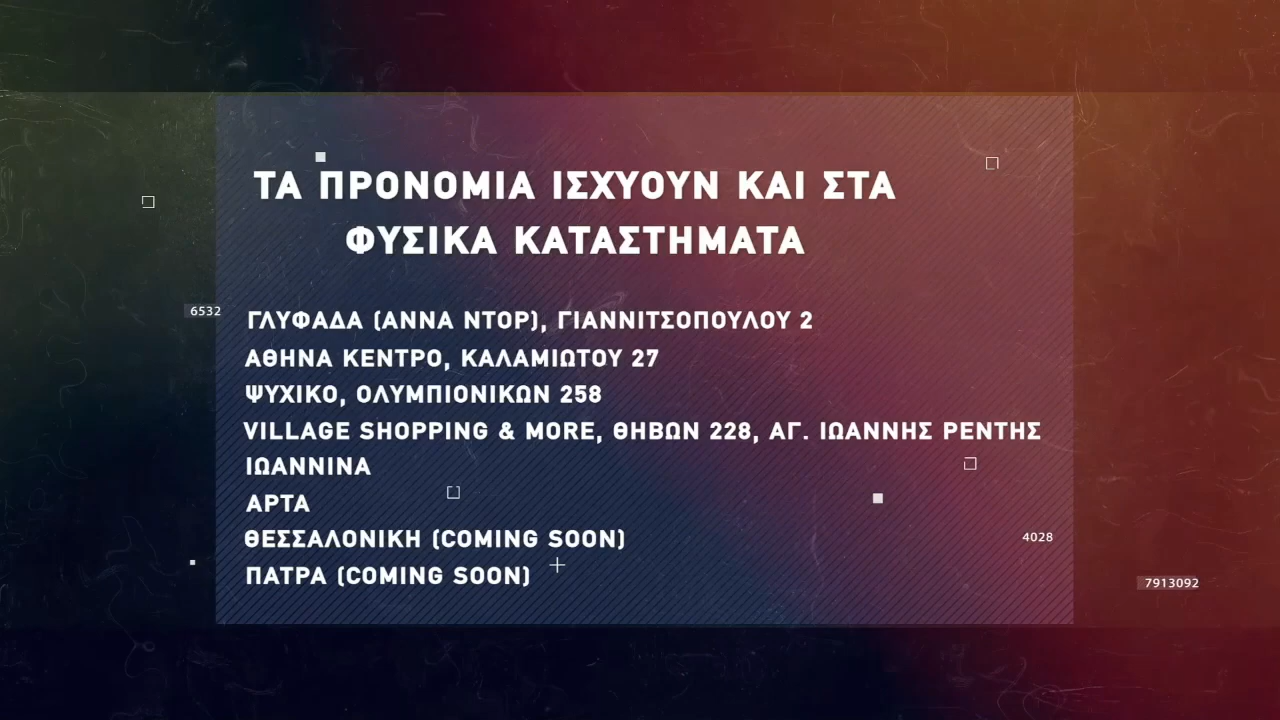 ΤΑ ΠΡΟΝΟΜΙΑ ΙΣΧΥΟΥΝ ΚΑΙ ΣΤΑ
ΦΥΣΙΚΑ ΚΑΤΑΣΤΗΜΑΤΑ
6532
ΓΛΥΦΑΔΑ (ΑΝΝΑ ΝΤΟΡ), ΓΙΑΝΝΙΤΣΟΠΟΥΛΟΥ 2
ΑΘΗΝΑ ΚΕΝΤΡΟ, ΚΑΛΑΜΙΩΤΟΥ 27
ΨΥΧΙΚΟ, ΟΛΥΜΠΙΟΝΙΚΩΝ 258
VILLAGE SHOPPING & MORE, ΘΗΒΩΝ 228, ΑΓ. ΙΩΑΝΝΗΣ ΡΕΝΤΗΣ
ΙΩΑΝΝΙΝΑ
ΑΡΤΑ
ΘΕΣΣΑΛΟΝΙΚΗ (COMING SOON)
4028
ΠΑΤΡΑ (COMING SOON)
7913092